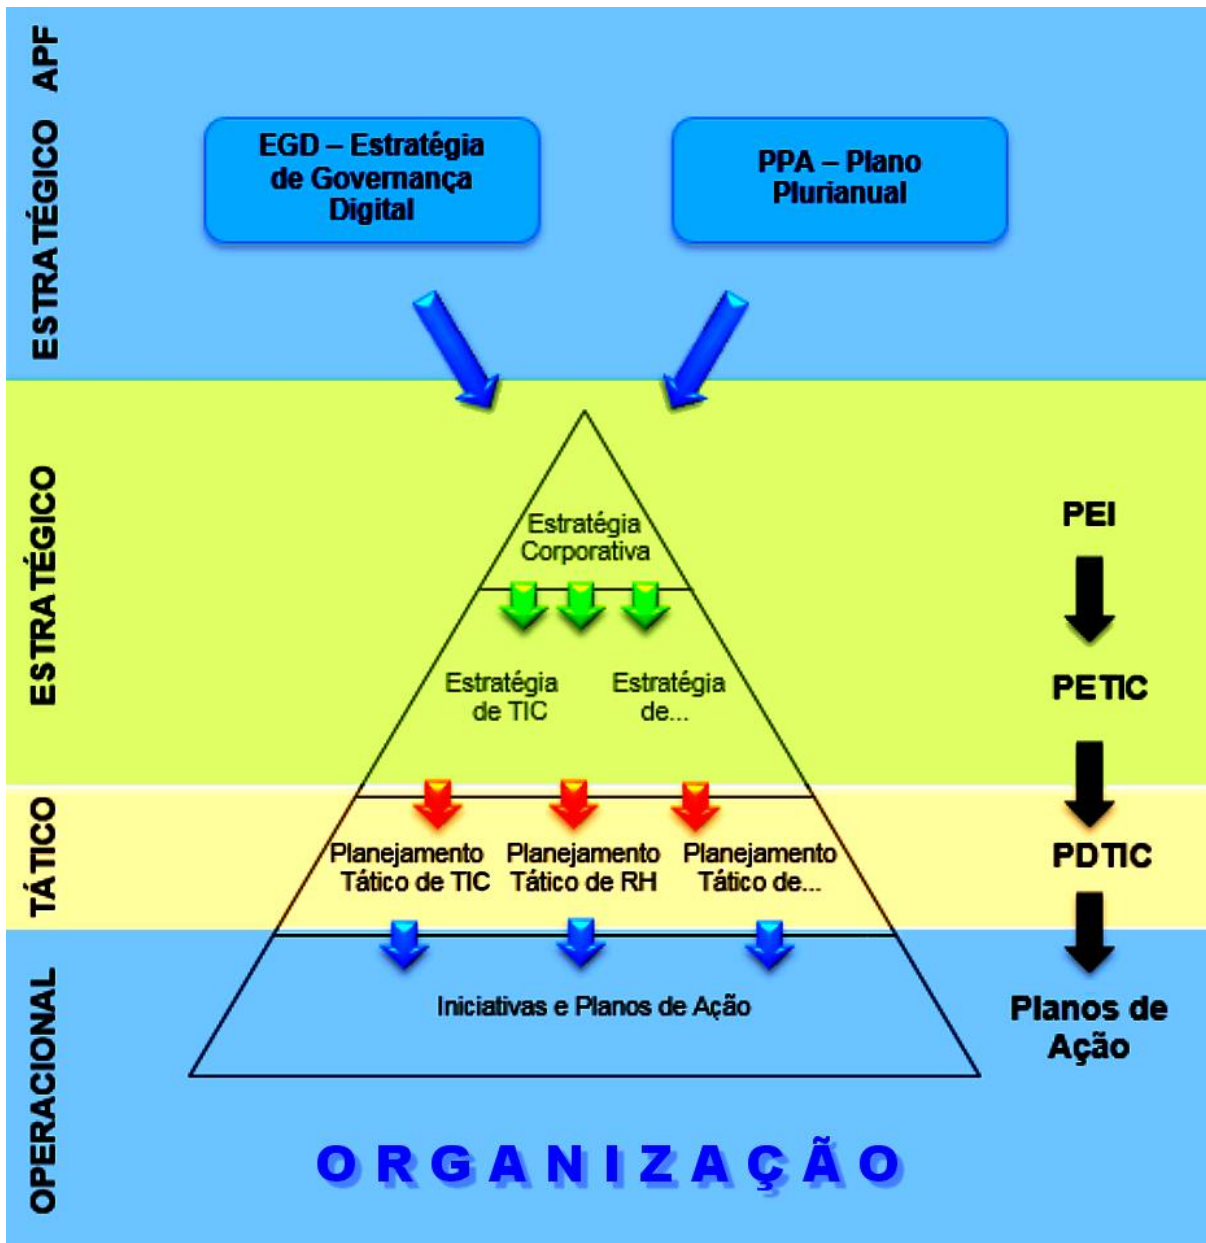 ESTRATÉGICO APF
EGD – Estratégia
de Governança
Digital
PPA – Plano
Plurianual
ESTRATÉGICO
Estratégia
Corporativa
PEI
Estratégia
de TIC
Estratégia
de...
PETIC
TÁTICO
Planejamento
Tático de TIC
Planejamento
Tático de RH
Planejamento
Tático de...
PDTIC
OPERACIONAL
Iniciativas e Planos de Ação
Planos de
Ação
ORGANIZAÇÃO